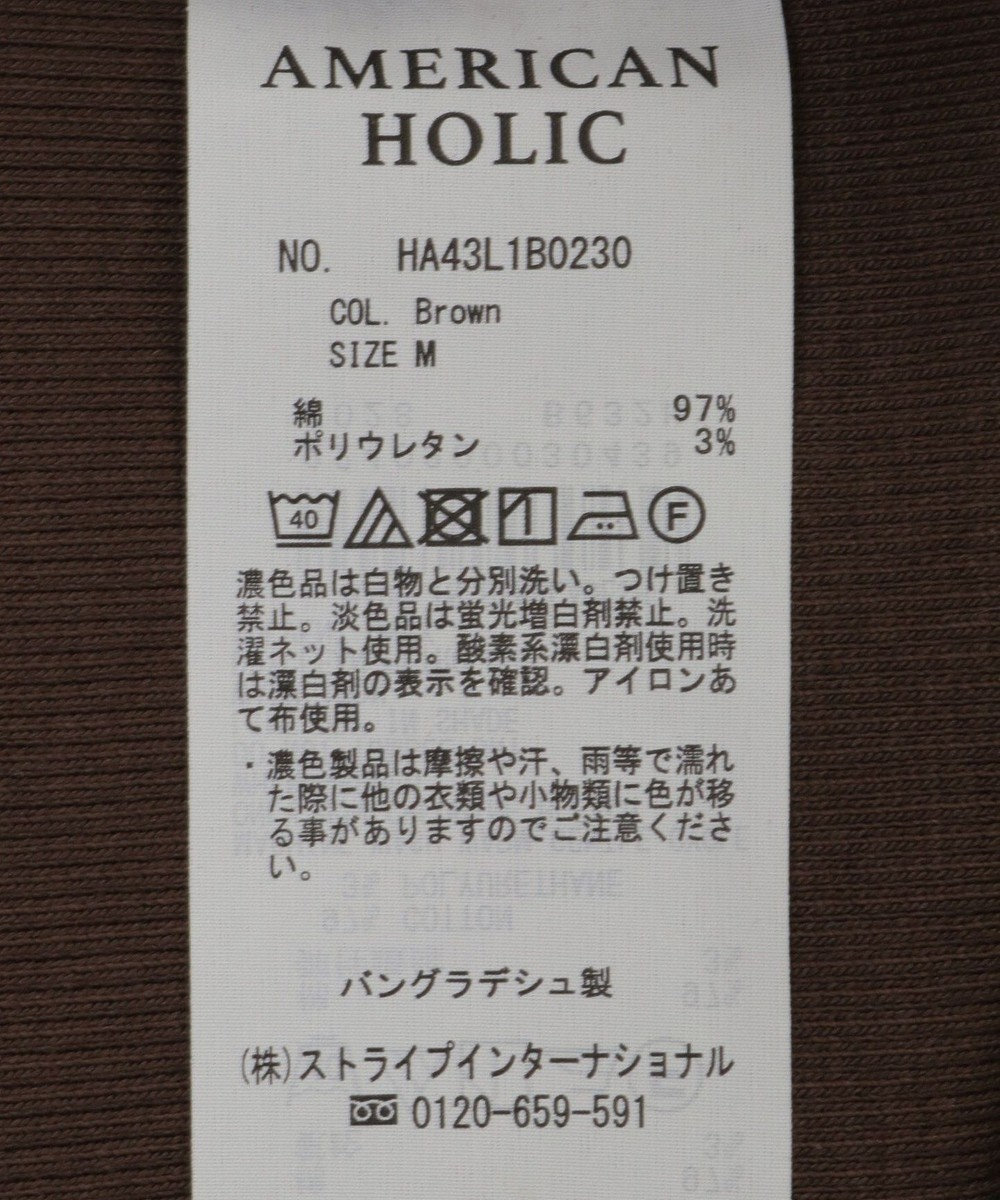 AMERICAN
HOLIC
NO. HA43L1B0230
COL. Brown
SIZE M
綿 97%
ポリウレタン 3%
40 F
濃色品は白物と分別洗い。つけ置き
禁止。淡色品は蛍光増白剤禁止。洗
濯ネット使用。酸素系漂白剤使用時
は漂白剤の表示を確認。アイロンあ
て布使用。
・濃色製品は摩擦や汗、雨等で濡れ
た際に他の衣類や小物類に色が移
る事がありますのでご注意くださ
い。
バングラデシュ製
(株)ストライプインターナショナル
0120-659-591